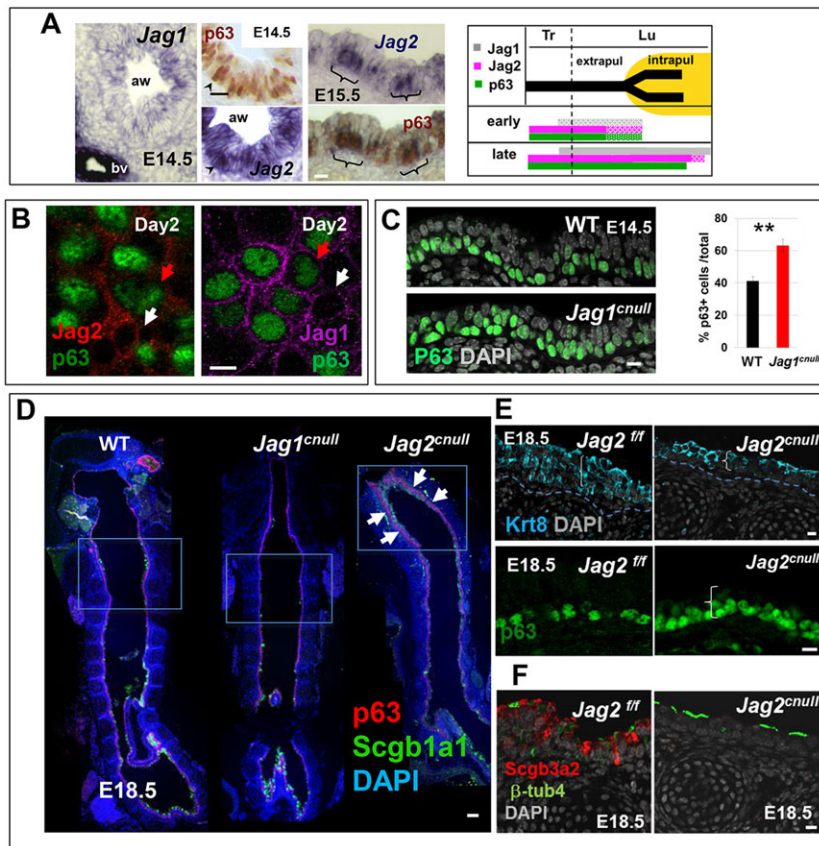 A
Jag1
aw
bv
E14.5
p63
E14.5
aw
Jag2
Jag2
E15.5
p63
Tr
Lu
Jag1
Jag2
p63
extrapul
intrapul
early
late
B
Day2
Jag2
p63
Day2
Jag1
p63
C
WT E14.5
Jag1cnull
P63 DAPI
% p63+ cells /total
80
60
40
20
0
**
WT
Jag1cnull
D
WT
Jag1cnull
Jag2cnull
p63
Scgb1a1
DAPI
E18.5
E
E18.5
Jag2 f/f
Jag2cnull
Krt8 DAPI
E18.5
Jag2 f/f
Jag2cnull
p63
F
Jag2 f/f
Jag2cnull
Scgb3a2
β-tub4
DAPI
E18.5
E18.5